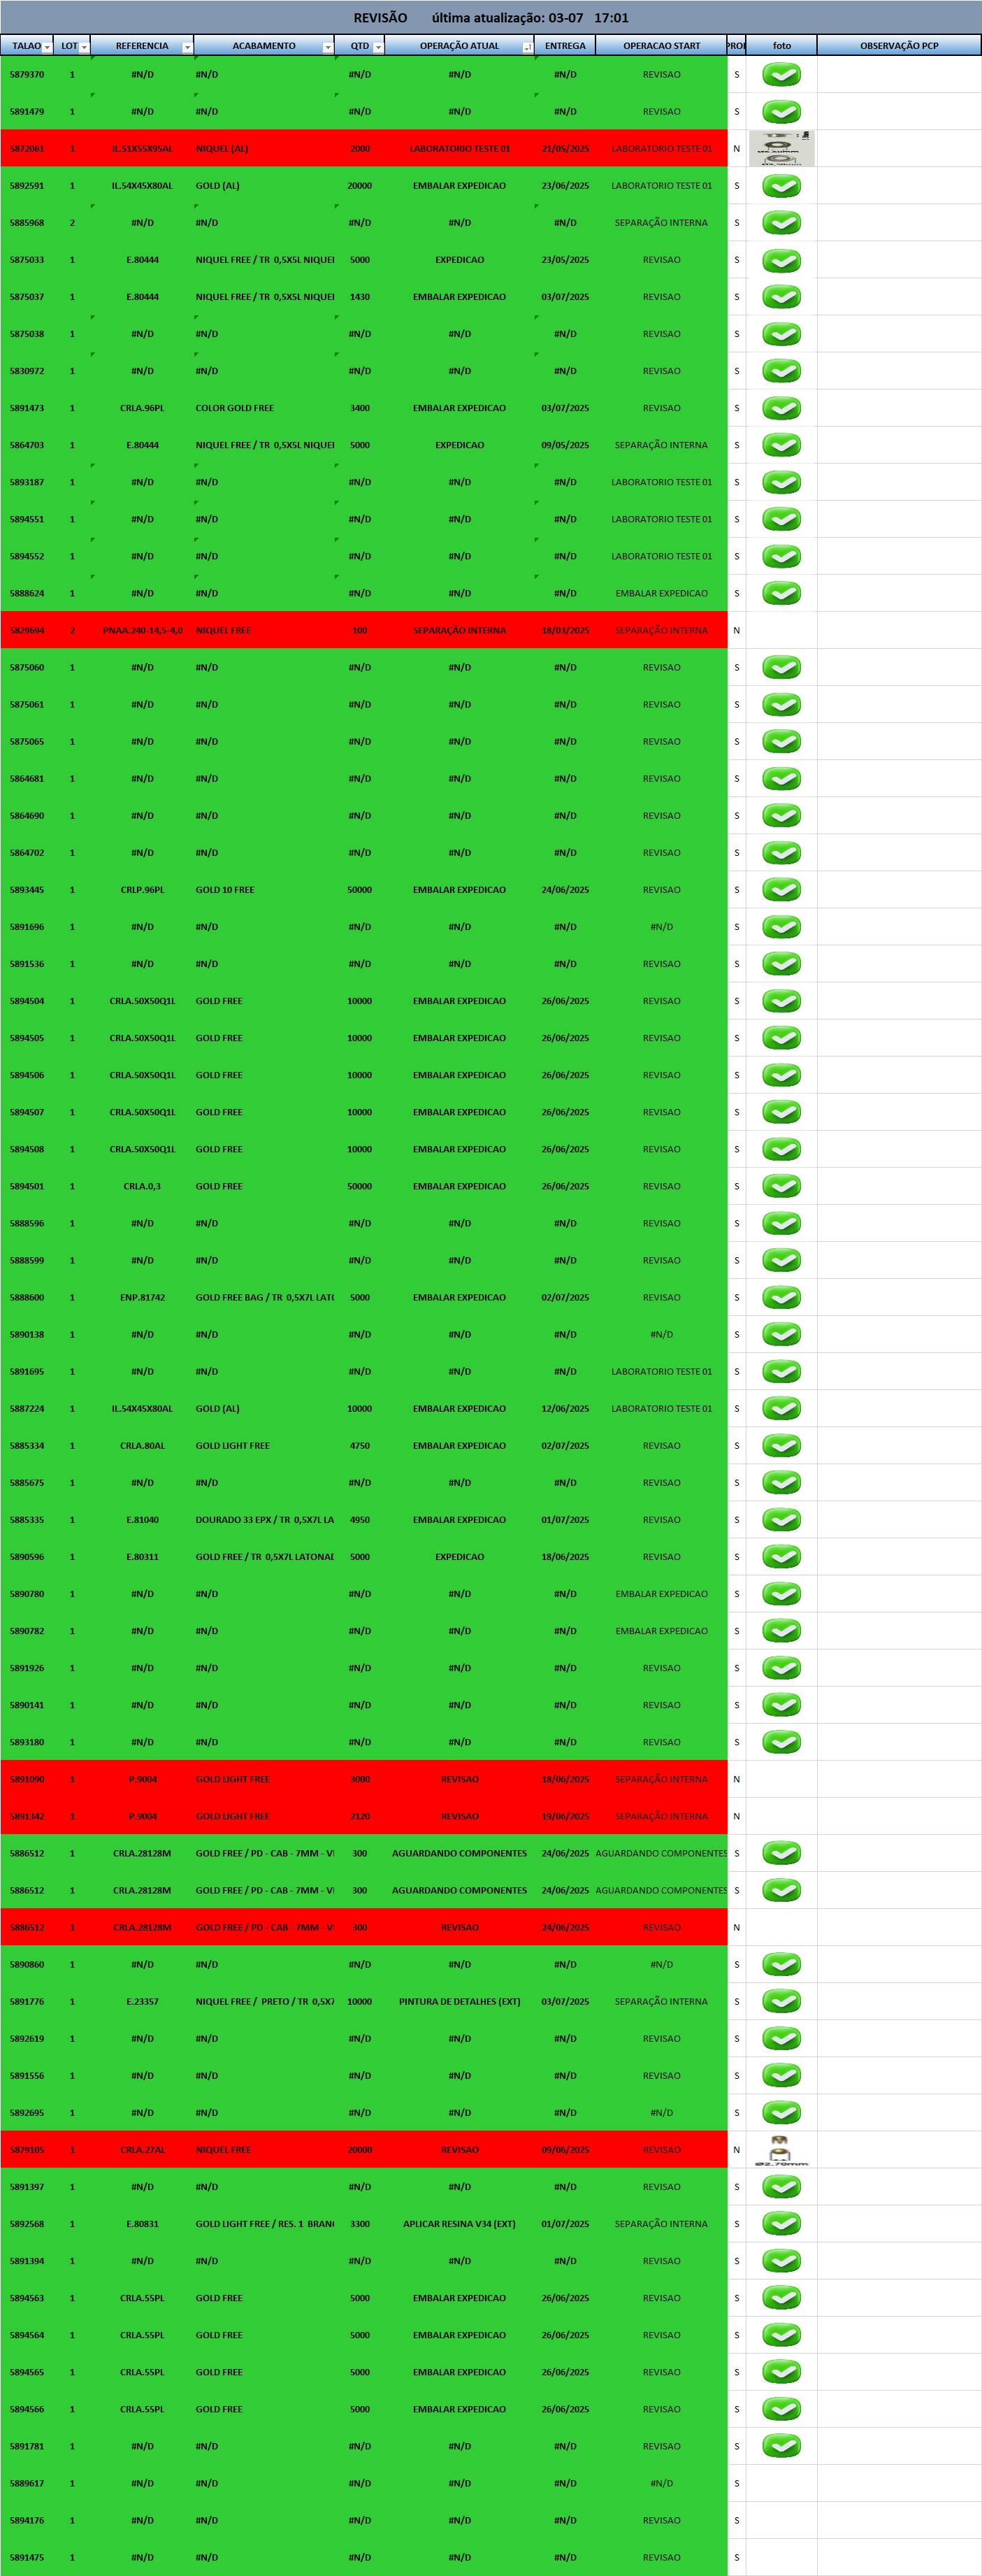 REVISÃO última atualização: 03-07 17:01
TALAO LOT REFERENCIA ACABAMENTO QTD OPERAÇÃO ATUAL ENTREGA OPERACAO START PROI foto OBSERVAÇÃO PCP
5879370 1 #N/D #N/D #N/D #N/D #N/D REVISAO S
5891479 1 #N/D #N/D #N/D #N/D #N/D REVISAO S
5872061 1 IL.51X55X95AL NIQUEL (AL) 2000 LABORATORIO TESTE 01 21/05/2025 LABORATORIO TESTE 01 N
5892591 1 IL.54X45X80AL GOLD (AL) 20000 EMBALAR EXPEDICAO 23/06/2025 LABORATORIO TESTE 01 S
5885968 2 #N/D #N/D #N/D #N/D #N/D SEPARAÇÃO INTERNA S
5875033 1 E.80444 NIQUEL FREE / TR 0,5X5L NIQUEI 5000 EXPEDICAO 23/05/2025 REVISAO S
5875037 1 E.80444 NIQUEL FREE / TR 0,5X5L NIQUEI 1430 EMBALAR EXPEDICAO 03/07/2025 REVISAO S
5875038 1 #N/D #N/D #N/D #N/D #N/D REVISAO S
5830972 1 #N/D #N/D #N/D #N/D #N/D REVISAO S
5891473 1 CRLA.96PL COLOR GOLD FREE 3400 EMBALAR EXPEDICAO 03/07/2025 REVISAO S
5864703 1 E.80444 NIQUEL FREE / TR 0,5X5L NIQUEI 5000 EXPEDICAO 09/05/2025 SEPARAÇÃO INTERNA S
5893187 1 #N/D #N/D #N/D #N/D #N/D LABORATORIO TESTE 01 S
5894551 1 #N/D #N/D #N/D #N/D #N/D LABORATORIO TESTE 01 S
5894552 1 #N/D #N/D #N/D #N/D #N/D LABORATORIO TESTE 01 S
5888624 1 #N/D #N/D #N/D #N/D #N/D EMBALAR EXPEDICAO S
5829694 2 PNAA.240-14,5-4,0 NIQUEL FREE 100 SEPARAÇÃO INTERNA 18/03/2025 SEPARAÇÃO INTERNA N
5875060 1 #N/D #N/D #N/D #N/D #N/D REVISAO S
5875061 1 #N/D #N/D #N/D #N/D #N/D REVISAO S
5875065 1 #N/D #N/D #N/D #N/D #N/D REVISAO S
5864681 1 #N/D #N/D #N/D #N/D #N/D REVISAO S
5864690 1 #N/D #N/D #N/D #N/D #N/D REVISAO S
5864702 1 #N/D #N/D #N/D #N/D #N/D REVISAO S
5893445 1 CRLP.96PL GOLD 10 FREE 50000 EMBALAR EXPEDICAO 24/06/2025 REVISAO S
5891696 1 #N/D #N/D #N/D #N/D #N/D #N/D S
5891536 1 #N/D #N/D #N/D #N/D #N/D REVISAO S
5894504 1 CRLA.50X50Q1L GOLD FREE 10000 EMBALAR EXPEDICAO 26/06/2025 REVISAO S
5894505 1 CRLA.50X50Q1L GOLD FREE 10000 EMBALAR EXPEDICAO 26/06/2025 REVISAO S
5894506 1 CRLA.50X50Q1L GOLD FREE 10000 EMBALAR EXPEDICAO 26/06/2025 REVISAO S
5894507 1 CRLA.50X50Q1L GOLD FREE 10000 EMBALAR EXPEDICAO 26/06/2025 REVISAO S
5894508 1 CRLA.50X50Q1L GOLD FREE 10000 EMBALAR EXPEDICAO 26/06/2025 REVISAO S
5894501 1 CRLA.0,3 GOLD FREE 50000 EMBALAR EXPEDICAO 26/06/2025 REVISAO S
5888596 1 #N/D #N/D #N/D #N/D #N/D REVISAO S
5888599 1 #N/D #N/D #N/D #N/D #N/D REVISAO S
5888600 1 ENP.81742 GOLD FREE BAG / TR 0,5X7L LAT( 5000 EMBALAR EXPEDICAO 02/07/2025 REVISAO S
5890138 1 #N/D #N/D #N/D #N/D #N/D #N/D S
5891695 1 #N/D #N/D #N/D #N/D #N/D LABORATORIO TESTE 01 S
5887224 1 IL.54X45X80AL GOLD (AL) 10000 EMBALAR EXPEDICAO 12/06/2025 LABORATORIO TESTE 01 S
5885334 1 CRLA.80AL GOLD LIGHT FREE 4750 EMBALAR EXPEDICAO 02/07/2025 REVISAO S
5885675 1 #N/D #N/D #N/D #N/D #N/D REVISAO S
5885335 1 E.81040 DOURADO 33 EPX / TR 0,5X7L LA 4950 EMBALAR EXPEDICAO 01/07/2025 REVISAO S
5890596 1 E.80311 GOLD FREE / TR 0,5X7L LATONAD 5000 EXPEDICAO 18/06/2025 REVISAO S
5890780 1 #N/D #N/D #N/D #N/D #N/D EMBALAR EXPEDICAO S
5890782 1 #N/D #N/D #N/D #N/D #N/D EMBALAR EXPEDICAO S
5891926 1 #N/D #N/D #N/D #N/D #N/D REVISAO S
5890141 1 #N/D #N/D #N/D #N/D #N/D REVISAO S
5893180 1 #N/D #N/D #N/D #N/D #N/D REVISAO S
5891090 1 P.9004 GOLD LIGHT FREE 3000 REVISAO 18/06/2025 SEPARAÇÃO INTERNA N
5891342 1 P.9004 GOLD LIGHT FREE 2120 REVISAO 19/06/2025 SEPARAÇÃO INTERNA N
5886512 1 CRLA.28128M GOLD FREE / PD - CAB - 7MM - VI 300 AGUARDANDO COMPONENTES 24/06/2025 AGUARDANDO COMPONENTES S
5886512 1 CRLA.28128M GOLD FREE / PD - CAB - 7MM - VI 300 AGUARDANDO COMPONENTES 24/06/2025 AGUARDANDO COMPONENTES S
5886512 1 CRLA.28128M GOLD FREE / PD - CAB - 7MM - VI 300 REVISAO 24/06/2025 REVISAO N
5890860 1 #N/D #N/D #N/D #N/D #N/D #N/D S
5891776 1 E.23357 NIQUEL FREE / PRETO / TR 0,5X7 10000 PINTURA DE DETALHES (EXT) 03/07/2025 SEPARAÇÃO INTERNA S
5892619 1 #N/D #N/D #N/D #N/D #N/D REVISAO S
5891556 1 #N/D #N/D #N/D #N/D #N/D REVISAO S
5892695 1 #N/D #N/D #N/D #N/D #N/D #N/D S
5879105 1 CRLA.27AL NIQUEL FREE 20000 REVISAO 09/06/2025 REVISAO N Ø2.70mm
5891397 1 #N/D #N/D #N/D #N/D #N/D REVISAO S
5892568 1 E.80831 GOLD LIGHT FREE / RES. 1 BRAN( 3300 APLICAR RESINA V34 (EXT) 01/07/2025 SEPARAÇÃO INTERNA S
5891394 1 #N/D #N/D #N/D #N/D #N/D REVISAO S
5894563 1 CRLA.55PL GOLD FREE 5000 EMBALAR EXPEDICAO 26/06/2025 REVISAO S
5894564 1 CRLA.55PL GOLD FREE 5000 EMBALAR EXPEDICAO 26/06/2025 REVISAO S
5894565 1 CRLA.55PL GOLD FREE 5000 EMBALAR EXPEDICAO 26/06/2025 REVISAO S
5894566 1 CRLA.55PL GOLD FREE 5000 EMBALAR EXPEDICAO 26/06/2025 REVISAO S
5891781 1 #N/D #N/D #N/D #N/D #N/D REVISAO S
5889617 1 #N/D #N/D #N/D #N/D #N/D #N/D S
5894176 1 #N/D #N/D #N/D #N/D #N/D REVISAO S
5891475 1 #N/D #N/D #N/D #N/D #N/D REVISAO S